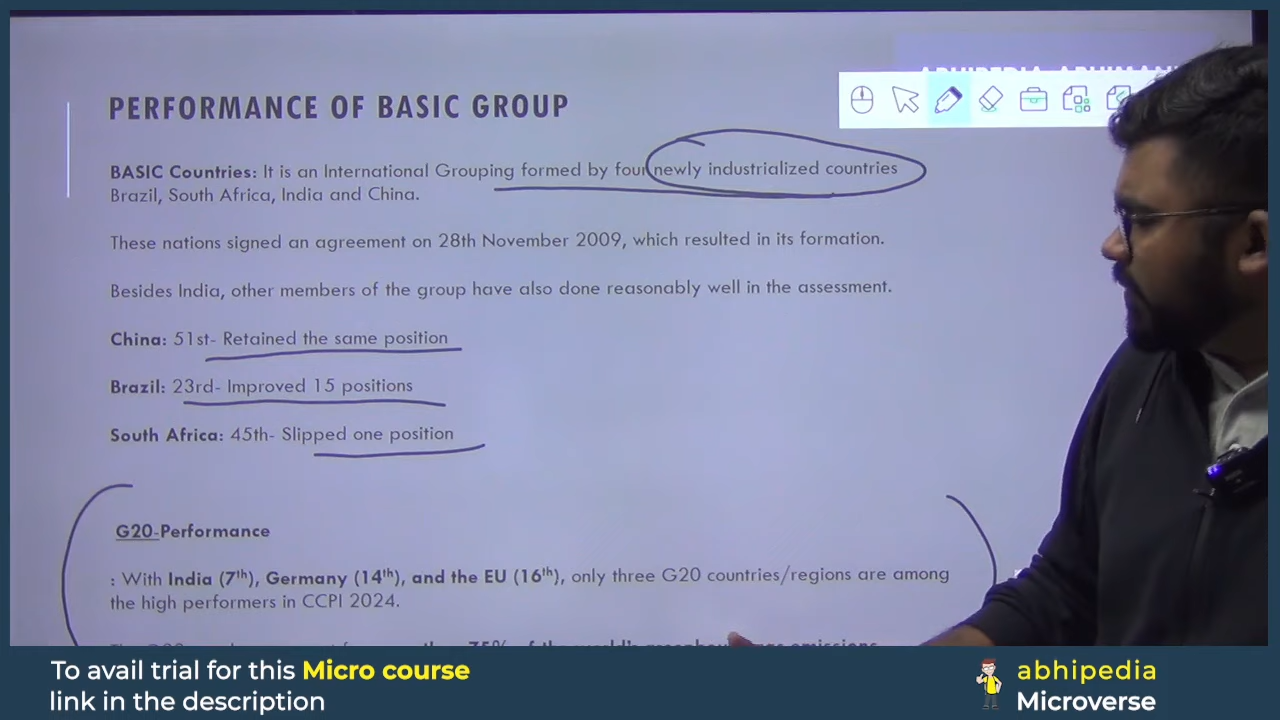 ABHIPEDIA
PERFORMANCE OF BASIC GROUP
BASIC Countries: It is an International Grouping formed by four newly industrialized countries
Brazil, South Africa, India and China.
These nations signed an agreement on 28th November 2009, which resulted in its formation.
Besides India, other members of the group have also done reasonably well in the assessment.
China: 51st- Retained the same position
Brazil: 23rd- Improved 15 positions
South Africa: 45th- Slipped one position
G20-Performance
: With India (7th), Germany (14th), and the EU (16th), only three G20 countries/regions are among
the high performers in CCPI 2024.
75% of the world's
To avail trial for this Micro course
link in the description
abhipedia
Microverse